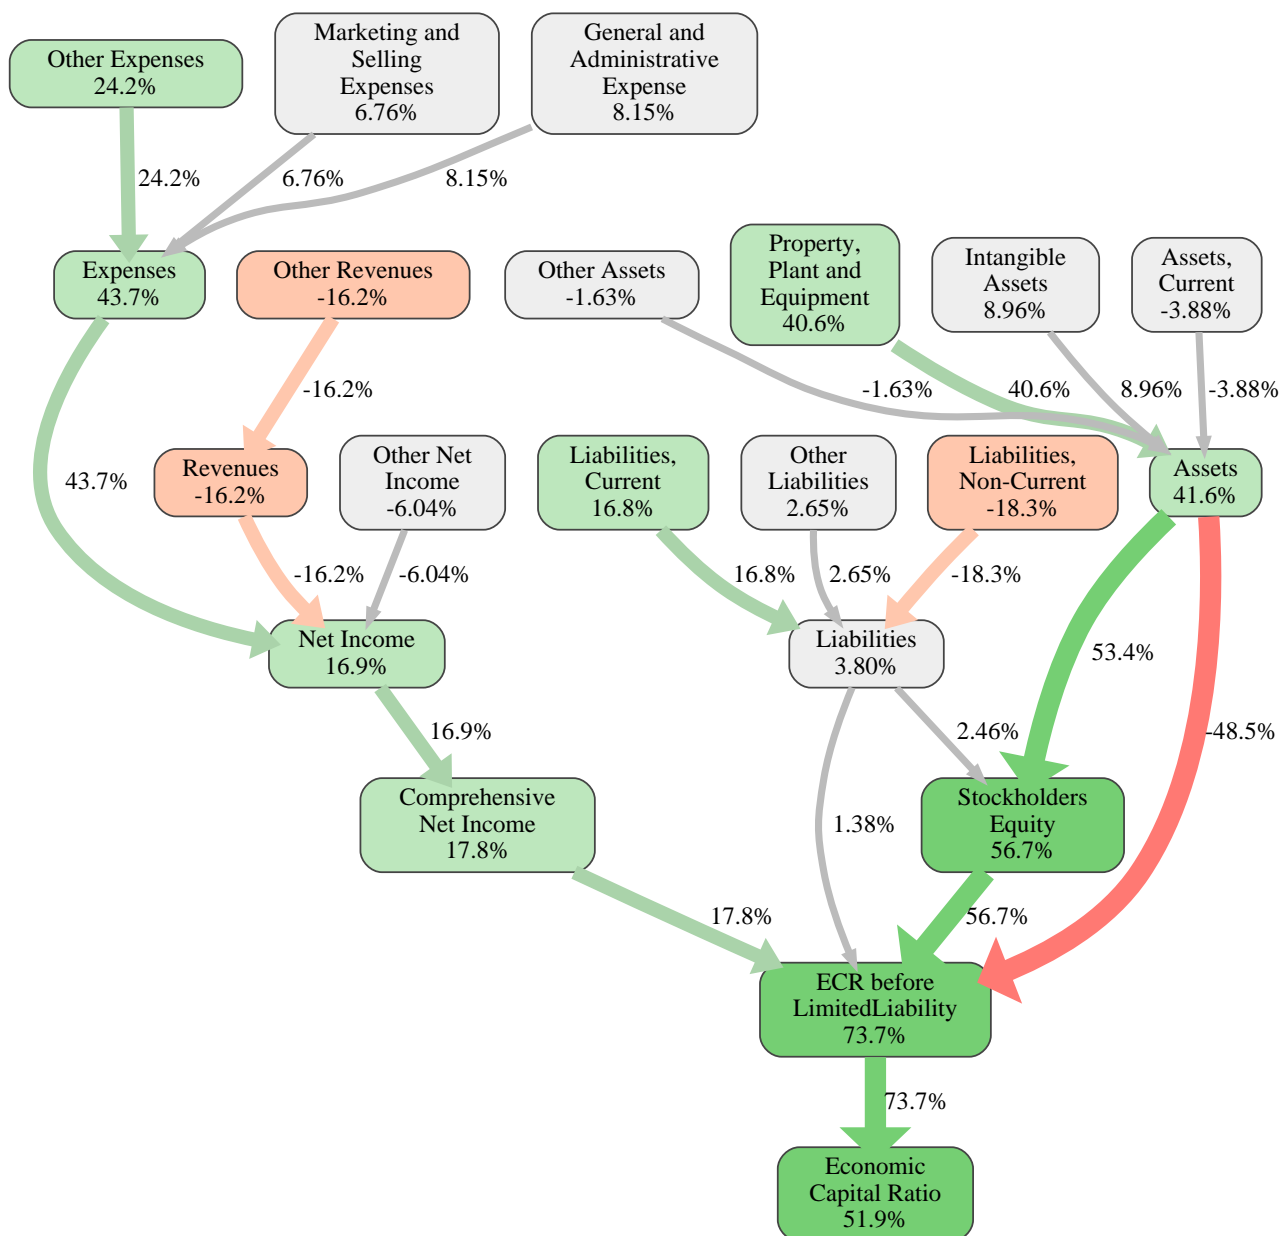 Other Expenses
24.2%
Marketing and
Selling
Expenses
6.76%
General and
Administrative
Expense
8.15%
24.2%
6.76%
8.15%
Expenses
43.7%
Other Revenues
-16.2%
Other Assets
-1.63%
Property,
Plant and
Equipment
40.6%
Intangible
Assets
8.96%
Assets,
Current
-3.88%
-16.2%
-1.63%
40.6%
8.96%
-3.88%
43.7%
Revenues
-16.2%
Other Net
Income
-6.04%
Liabilities,
Current
16.8%
Other
Liabilities
2.65%
Liabilities,
Non-Current
-18.3%
Assets
41.6%
-16.2%
-6.04%
16.8%
2.65%
-18.3%
Net Income
16.9%
Liabilities
3.80%
53.4%
16.9%
2.46%
-48.5%
Comprehensive
Net Income
17.8%
1.38%
Stockholders
Equity
56.7%
17.8%
56.7%
ECR before
LimitedLiability
73.7%
73.7%
Economic
Capital Ratio
51.9%